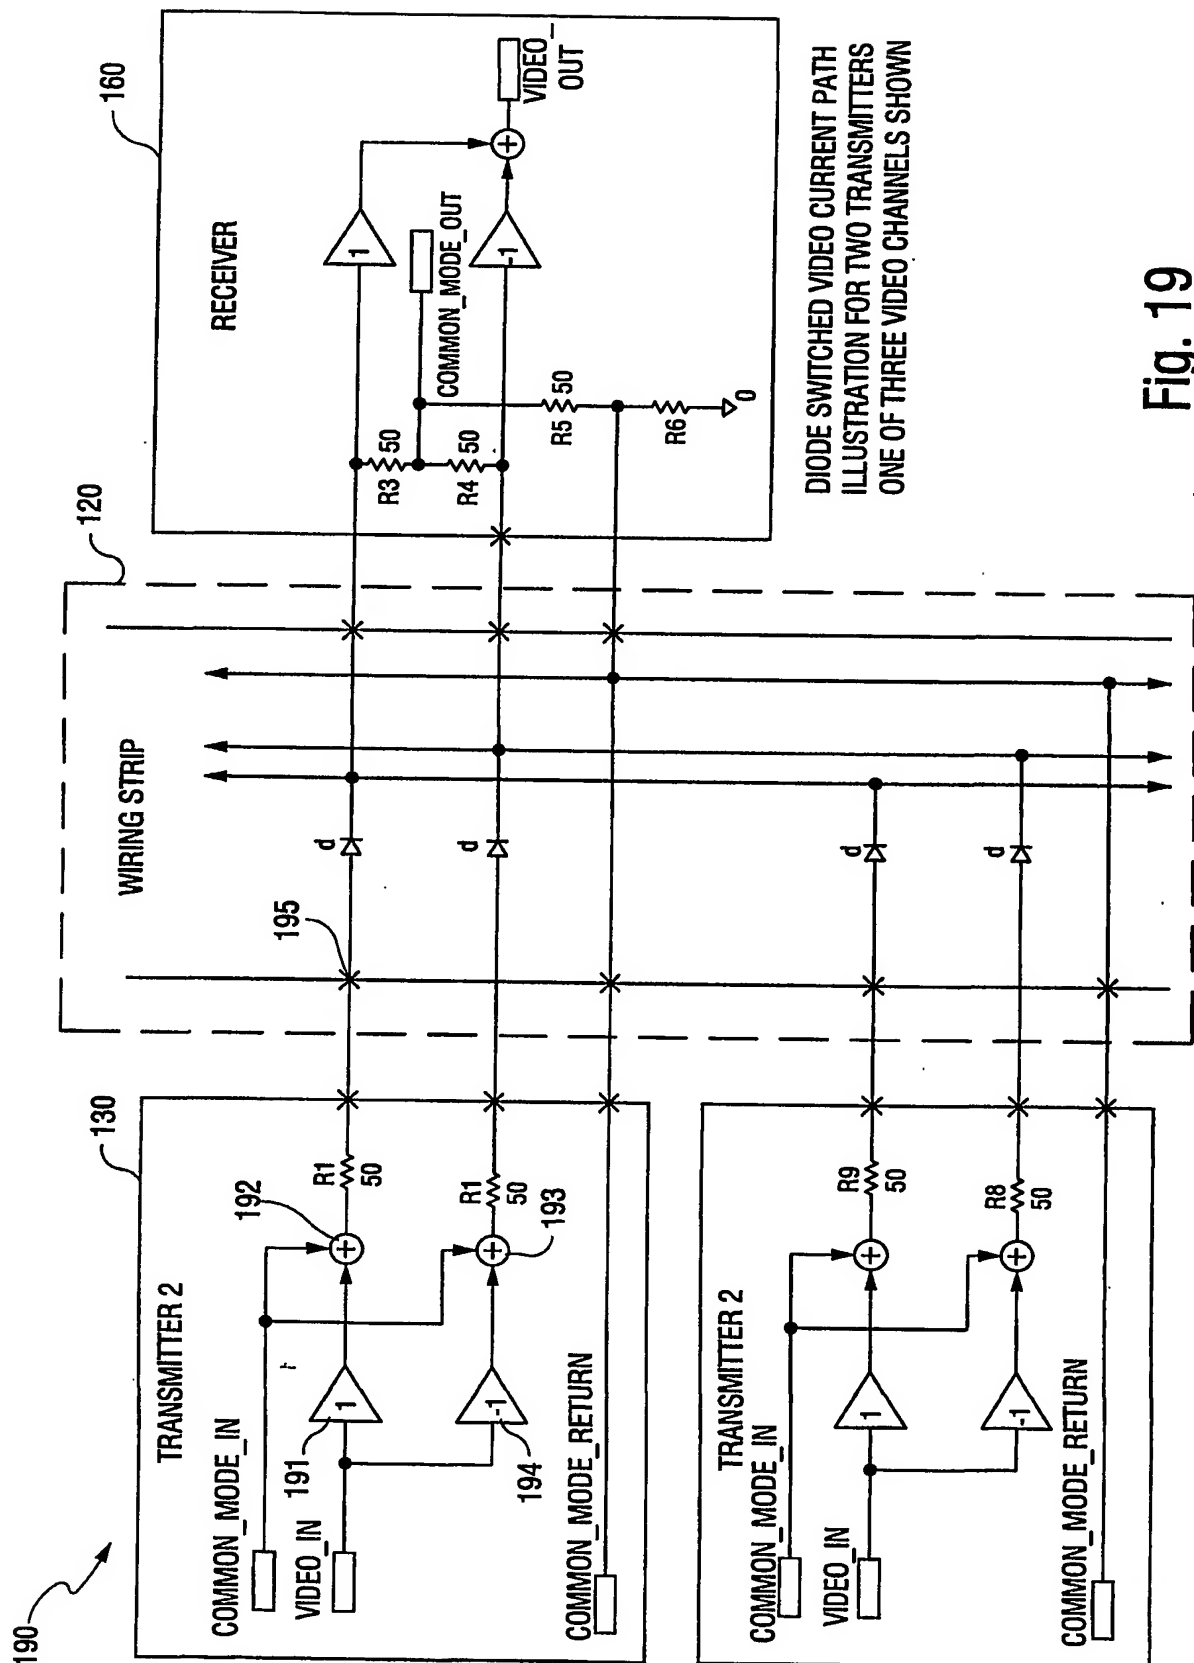 190
130
TRANSMITTER 2
COMMON_MODE_IN
VIDEO_IN
191
1
192
R1
50
194
-1
193
R1
50
COMMON_MODE_RETURN
TRANSMITTER 2
COMMON_MODE_IN
VIDEO_IN
1
R9
50
-1
R8
50
COMMON_MODE_RETURN
120
WIRING STRIP
195
d
d
d
d
160
RECEIVER
1
COMMON_MODE_OUT
-1
VIDEO_
OUT
R3
50
R4
50
R5
50
R6
0
DIODE SWITCHED VIDEO CURRENT PATH
ILLUSTRATION FOR TWO TRANSMITTERS
ONE OF THREE VIDEO CHANNELS SHOWN
Fig. 19